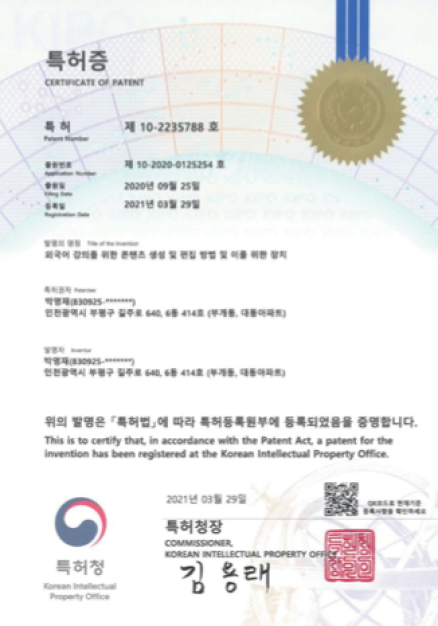 특허증
CERTIFICATE OF PATENT
특 허 제 10-2235788 호
Patent Number
출원번호 제 10-2020-0125254 호
Application Number
출원일 2020년 09월 25일
Filing Date
등록일 2021년 03월 29일
Registration Date
발명의 명칭 Title of the Invention
외국어 강의를 위한 콘텐츠 생성 및 편집 방법 및 이를 위한 장치
특허권자 Patentee
박영재(830925-*******)
인천광역시 부평구 길주로 640, 6동 414호 (부개동, 대동아파트)
발명자 Inventor
박영재(830925-*******)
인천광역시 부평구 길주로 640, 6동 414호 (부개동, 대동아파트)
위의 발명은 「특허법」에 따라 특허등록원부에 등록되었음을 증명합니다.
This is to certify that, in accordance with the Patent Act, a patent for the
invention has been registered at the Korean Intellectual Property Office.
2021년 03월 29일
QR코드로 현재기준
등록사항을 확인하세요
특허청장
COMMISSIONER,
KOREAN INTELLECTUAL PROPERTY OFFICE
김용래
특허청
Korean Intellectual
Property Office